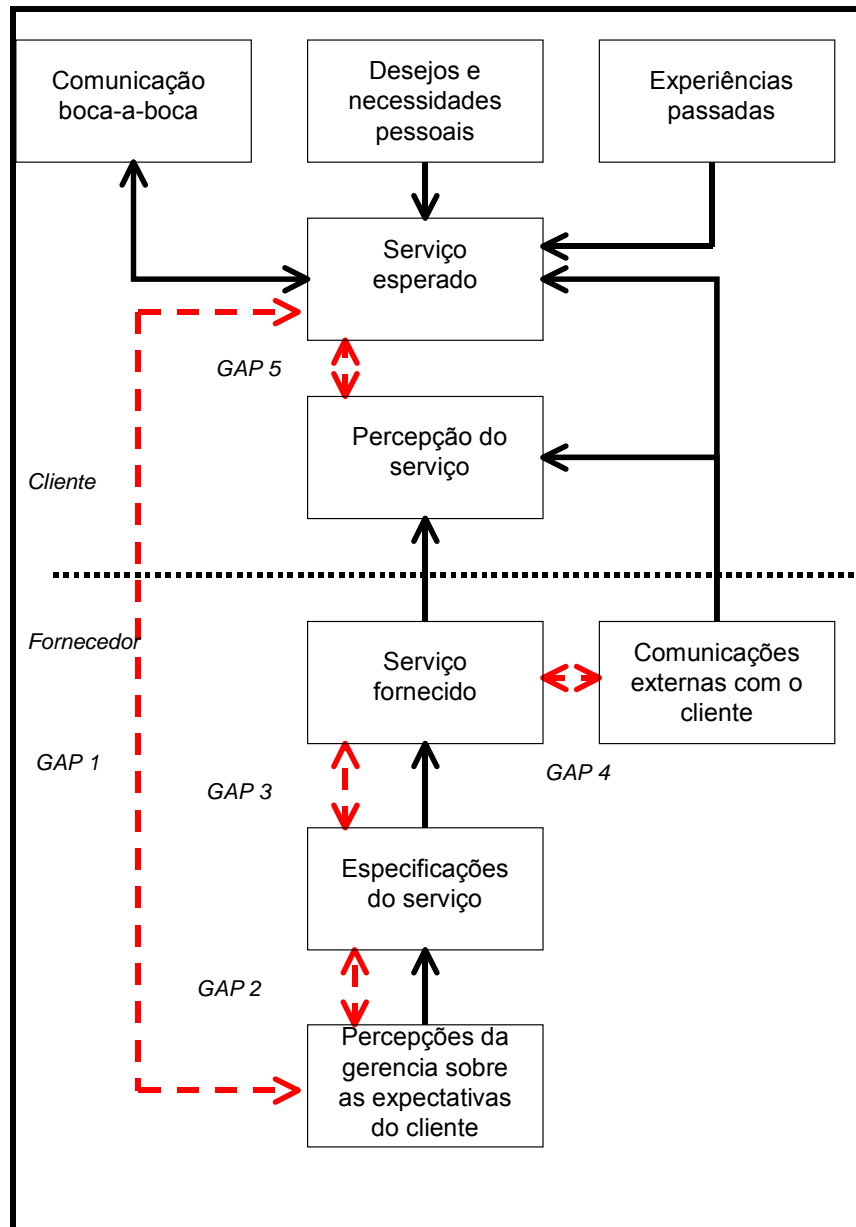 Comunicação
boca-a-boca
Desejos e
necessidades
pessoais
Experiências
passadas
Serviço
esperado
GAP 5
Percepção do
serviço
Cliente
Fornecedor
Serviço
fornecido
Comunicações
externas com o
cliente
GAP 1
GAP 4
GAP 3
Especificações
do serviço
GAP 2
Percepções da
gerencia sobre
as expectativas
do cliente